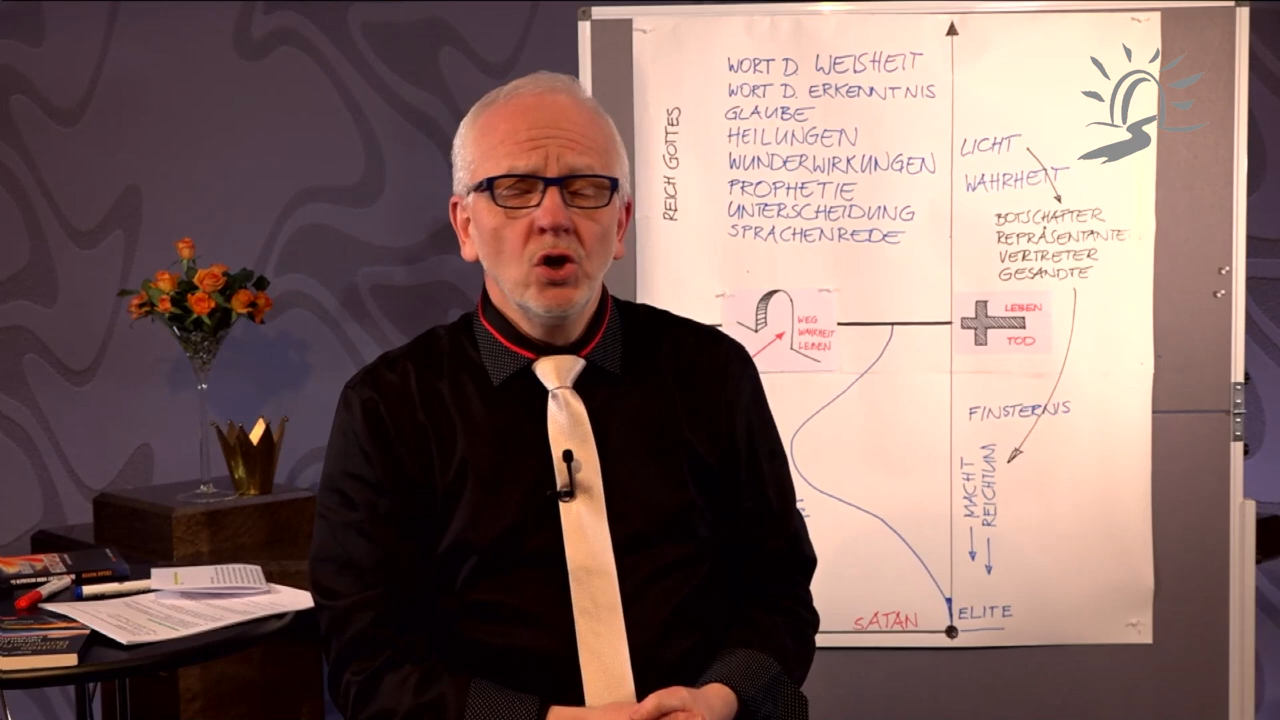 REICH GOTTES
WORT D. WEISHEIT
WORT D. ERKENNTNIS
GLAUBE
HEILUNGEN
WUNDERWIRKUNGEN
PROPHETIE
UNTERSCHEIDUNG
SPRACHENREDE
LICHT
WAHRHEIT
BOTSCHAFTER
REPRÄSENTANTE
VERTRETER
GESANDTE
WEG
WAHRHEIT
LEBEN
LEBEN
TOD
FINSTERNIS
MACHT
REICHTUM
SATAN
ELITE